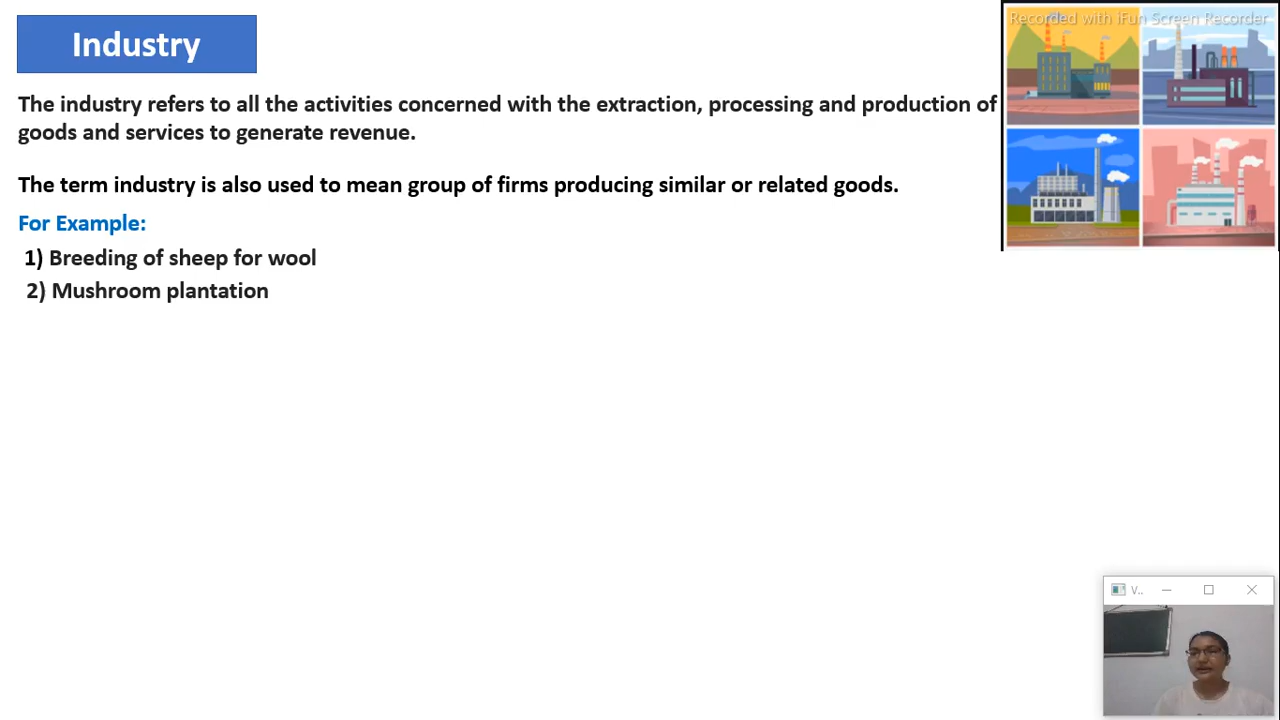 Industry
Recorded with iFun Screen Recorder
The industry refers to all the activities concerned with the extraction, processing and production of
goods and services to generate revenue.
The term industry is also used to mean group of firms producing similar or related goods.
For Example:
1) Breeding of sheep for wool
2) Mushroom plantation
V..